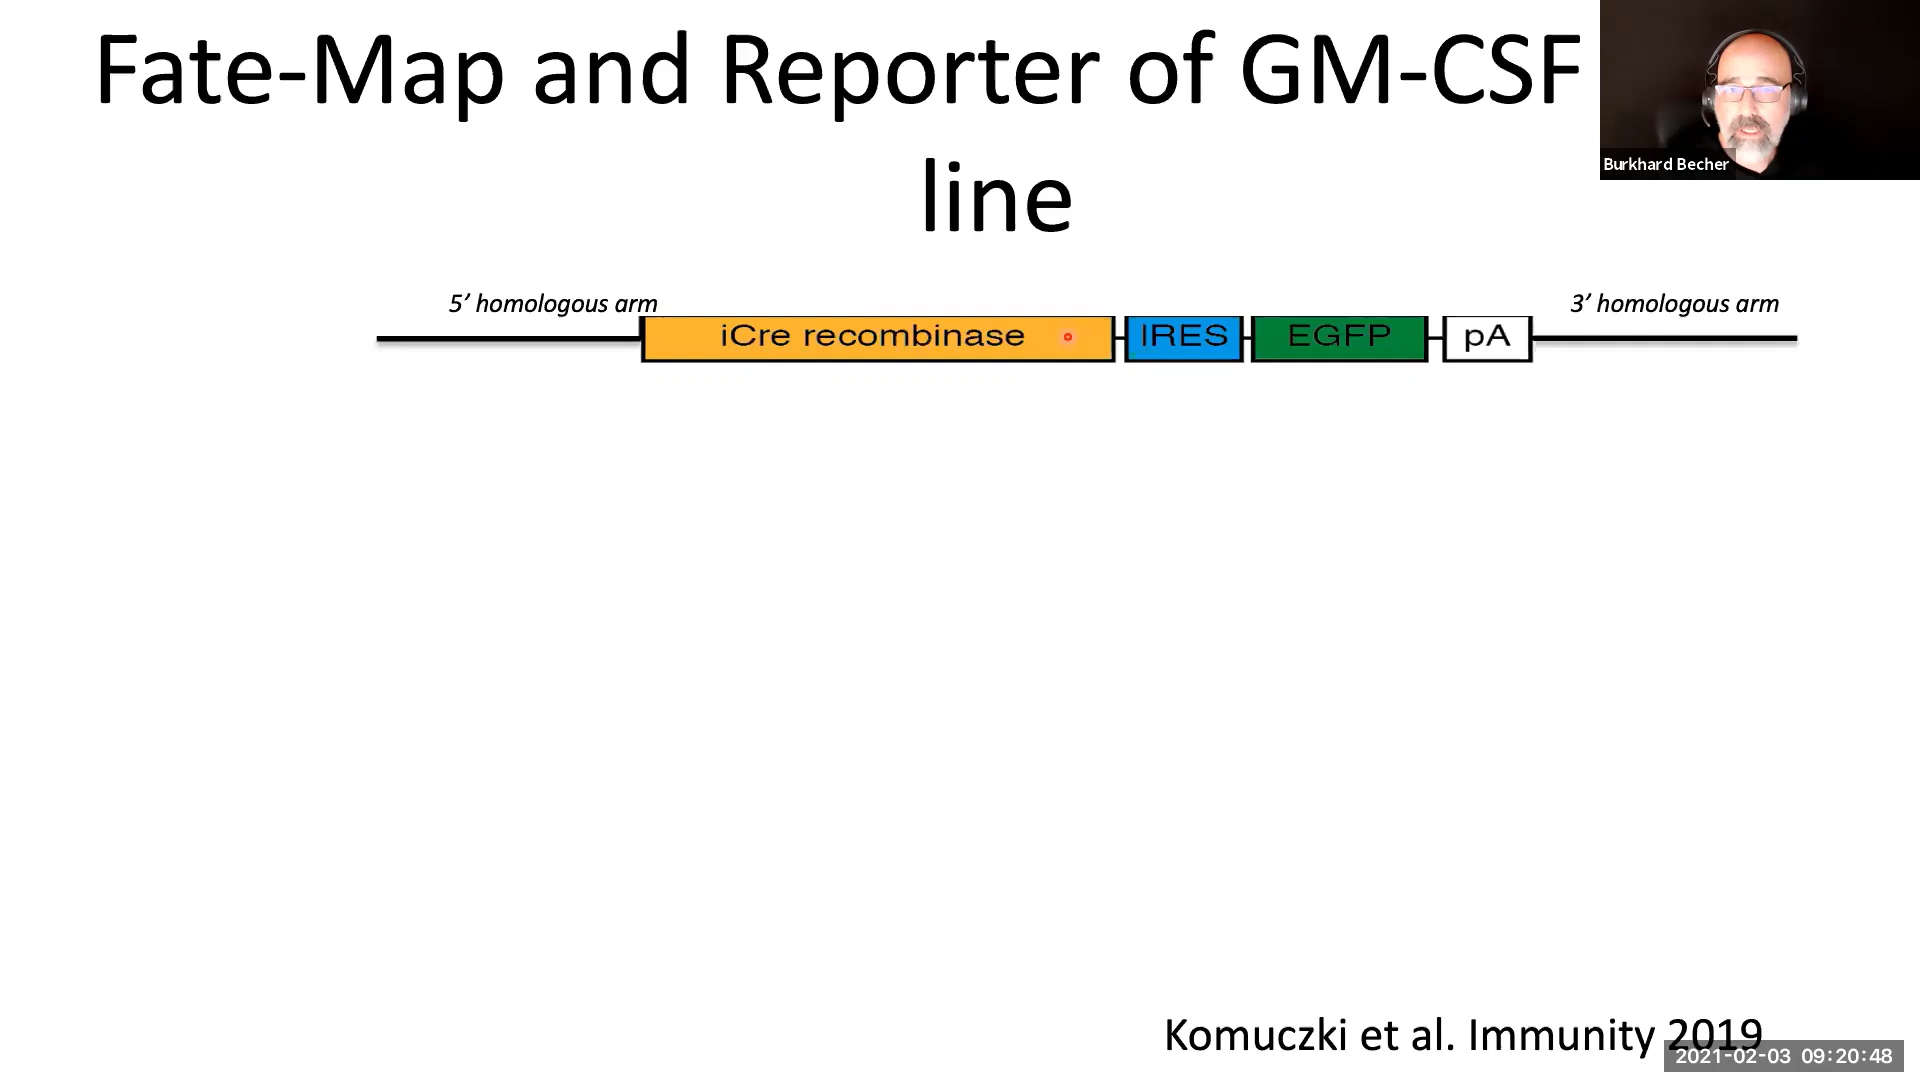 Fate-Map and Reporter of GM-CSF
line
Burkhard Becher
5’ homologous arm
3’ homologous arm
iCre recombinase
IRES
EGFP
pA
Komuczki et al. Immunity 2019
2021-02-03 09:20:48